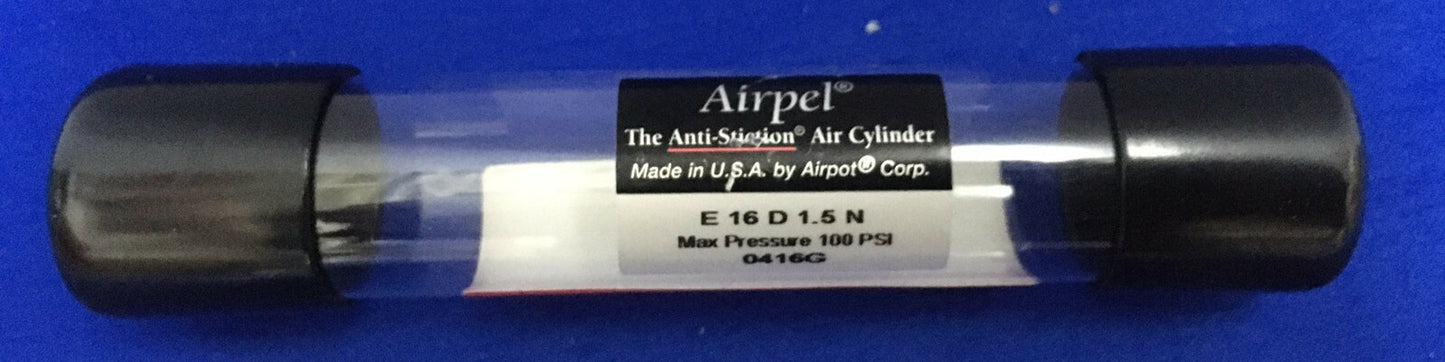 Airpel®
The Anti-Stiction® Air Cylinder
Made in U.S.A. by Airpot® Corp.
E 16 D 1.5 N
Max Pressure 100 PSI
0416G